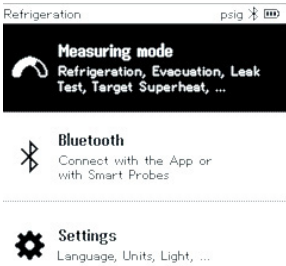 Refrigeration psig
Measuring mode
Refrigeration, Evacuation, Leak
Test, Target Superheat, ...
Bluetooth
Connect with the App or
with Smart Probes
Settings
Language, Units, Light, ...